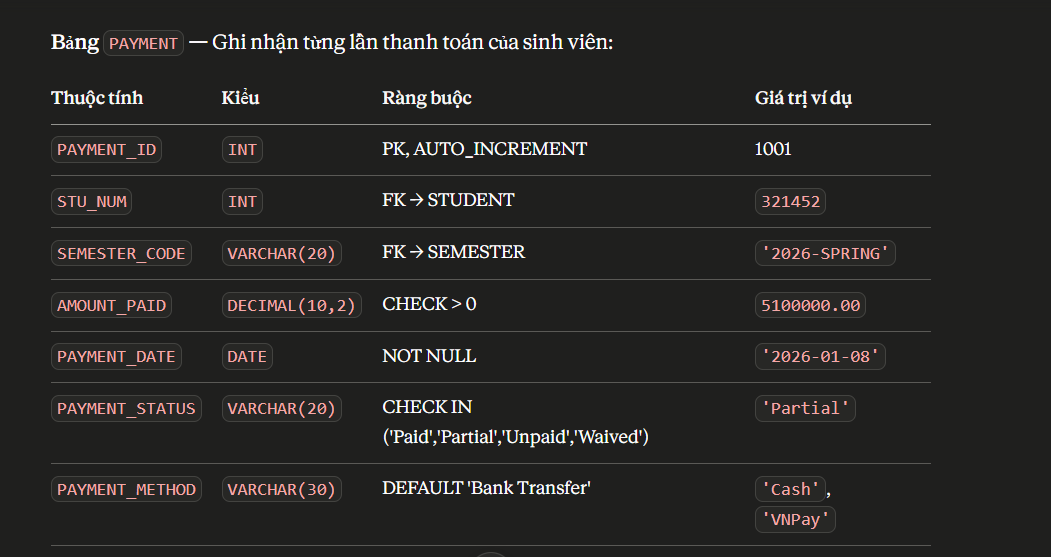 Bảng PAYMENT — Ghi nhận từng lần thanh toán của sinh viên:
Thuộc tính Kiểu Ràng buộc Giá trị ví dụ
PAYMENT_ID INT PK, AUTO_INCREMENT 1001
STU_NUM INT FK → STUDENT 321452
SEMESTER_CODE VARCHAR(20) FK → SEMESTER '2026-SPRING'
AMOUNT_PAID DECIMAL(10,2) CHECK > 0 5100000.00
PAYMENT_DATE DATE NOT NULL '2026-01-08'
PAYMENT_STATUS VARCHAR(20) CHECK IN 'Partial'
('Paid','Partial','Unpaid','Waived')
PAYMENT_METHOD VARCHAR(30) DEFAULT 'Bank Transfer' 'Cash',
'VNPay'